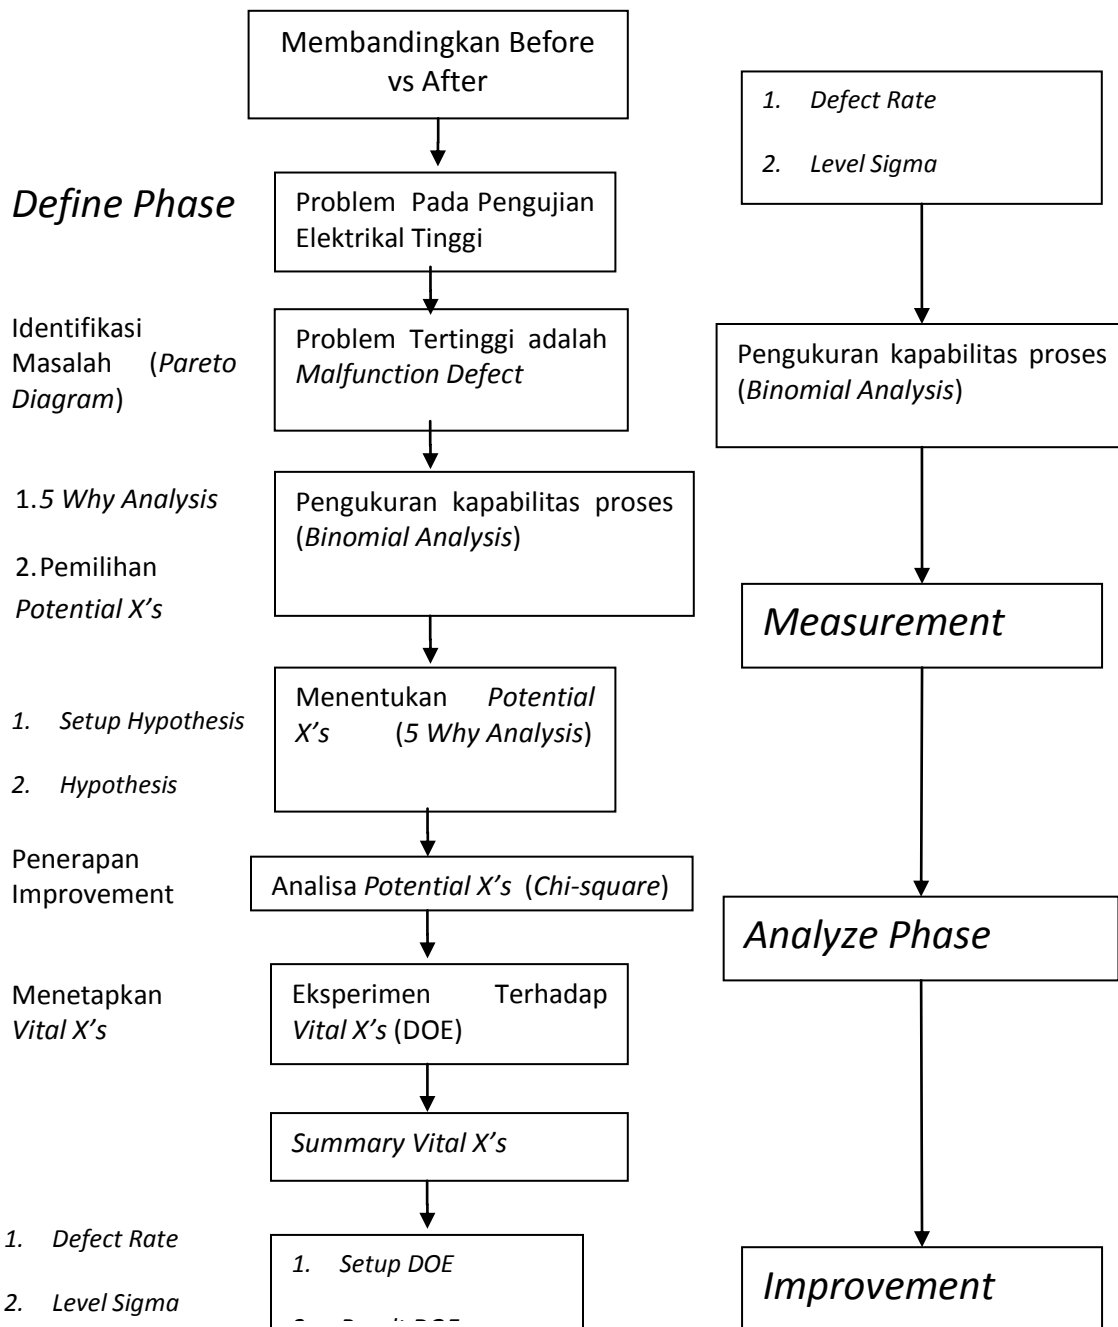 Membandingkan Before
vs After
1. Defect Rate
2. Level Sigma
Define Phase
Problem Pada Pengujian
Elektrikal Tinggi
Identifikasi
Masalah (Pareto
Diagram)
Problem Tertinggi adalah
Malfunction Defect
Pengukuran kapabilitas proses
(Binomial Analysis)
1.5 Why Analysis
2.Pemilihan
Potential X's
Pengukuran kapabilitas proses
(Binomial Analysis)
Measurement
1. Setup Hypothesis
2. Hypothesis
Menentukan Potential
X's (5 Why Analysis)
Penerapan
Improvement
Analisa Potential X's (Chi-square)
Analyze Phase
Menetapkan
Vital X's
Eksperimen Terhadap
Vital X's (DOE)
Summary Vital X's
1. Defect Rate
2. Level Sigma
1. Setup DOE
Improvement